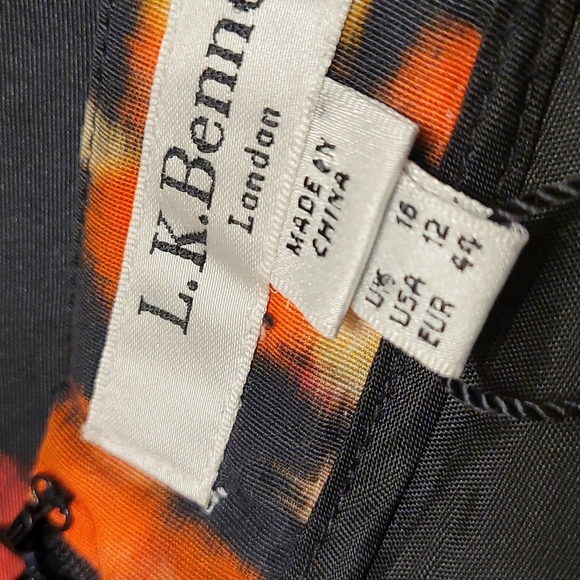 L.K.Benne
London
MADE IN
CHINA
UK 16
USA 12
EUR 44